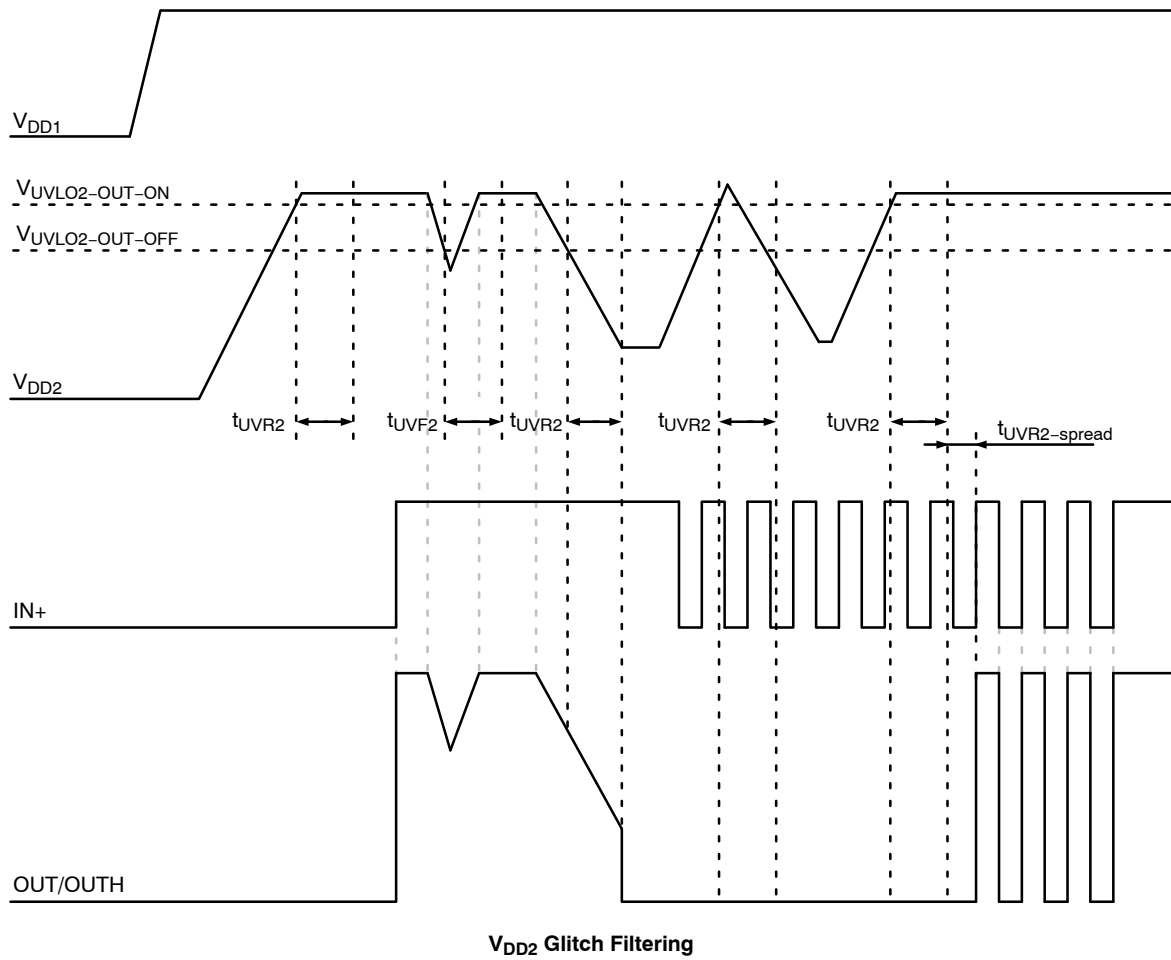 VDD1
VUVLO2−OUT−ON
VUVLO2−OUT−OFF
VDD2
tUVR2
tUVF2
tUVR2
tUVR2
tUVR2
tUVR2−spread
IN+
OUT/OUTH
VDD2 Glitch Filtering